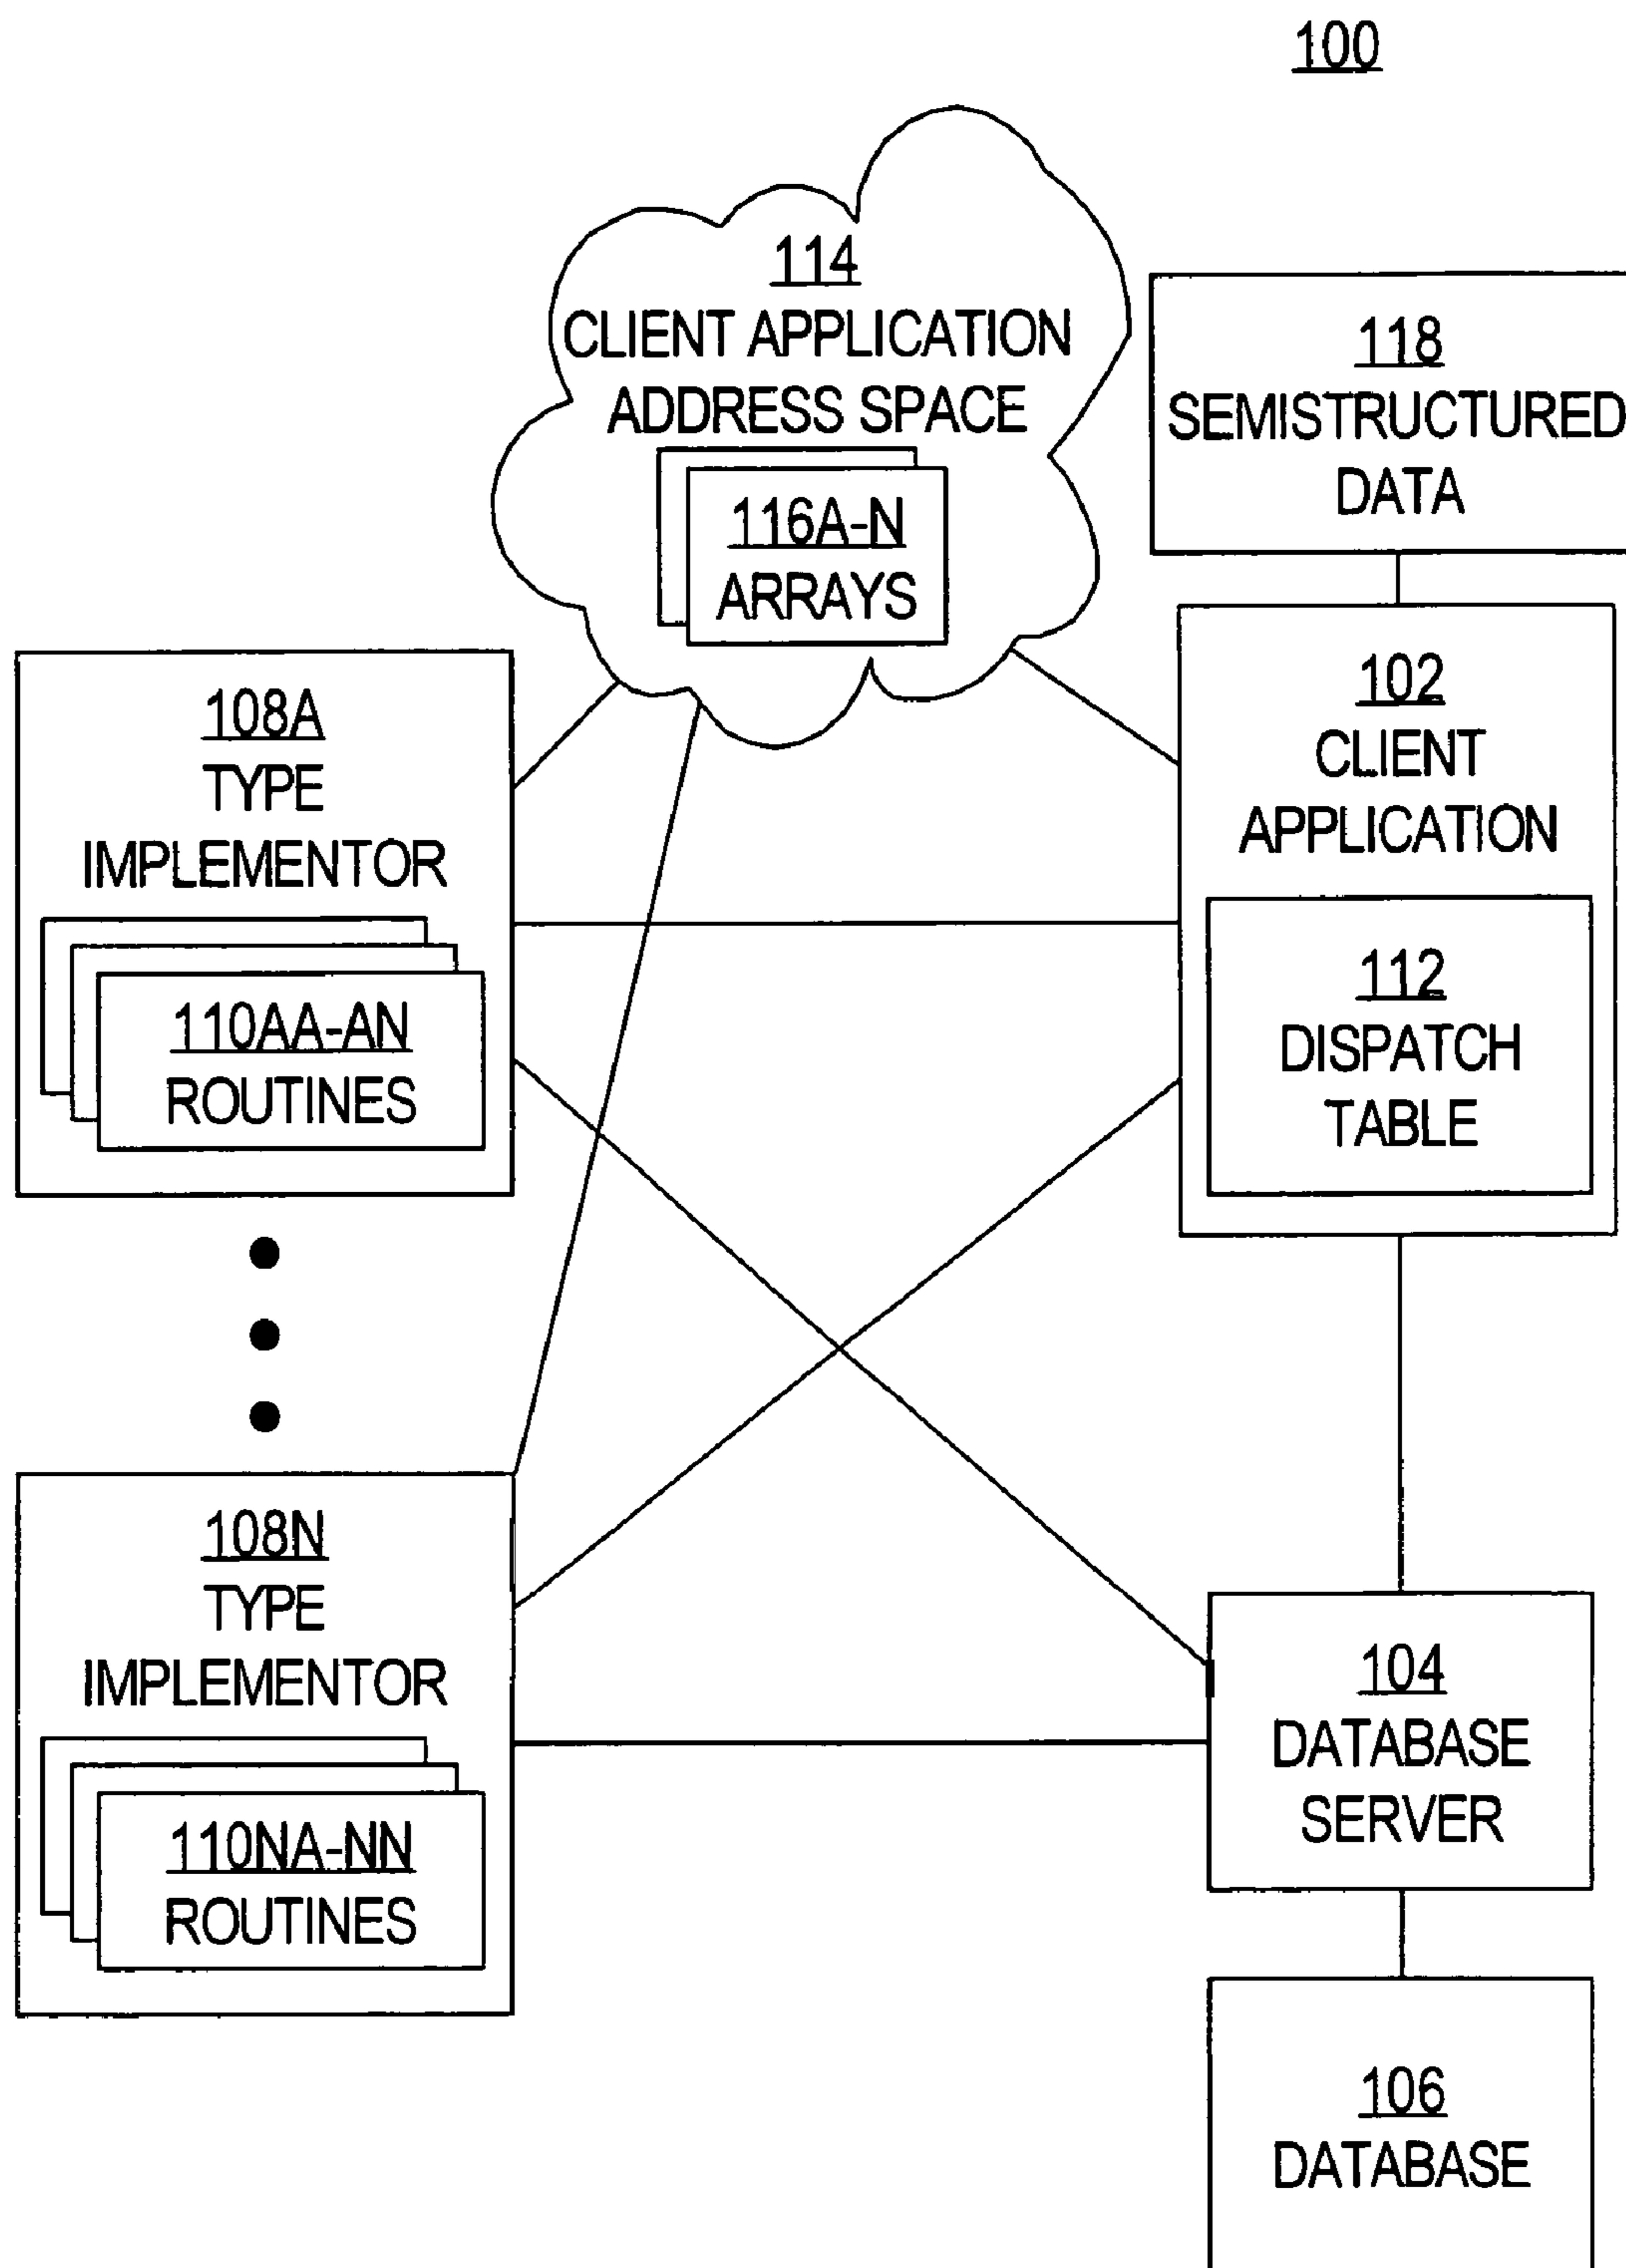 100
114
CLIENT APPLICATION
ADDRESS SPACE
116A-N
ARRAYS
118
SEMISTRUCTURED
DATA
108A
TYPE
IMPLEMENTOR
110AA-AN
ROUTINES
102
CLIENT
APPLICATION
112
DISPATCH
TABLE
108N
TYPE
IMPLEMENTOR
110NA-NN
ROUTINES
104
DATABASE
SERVER
106
DATABASE